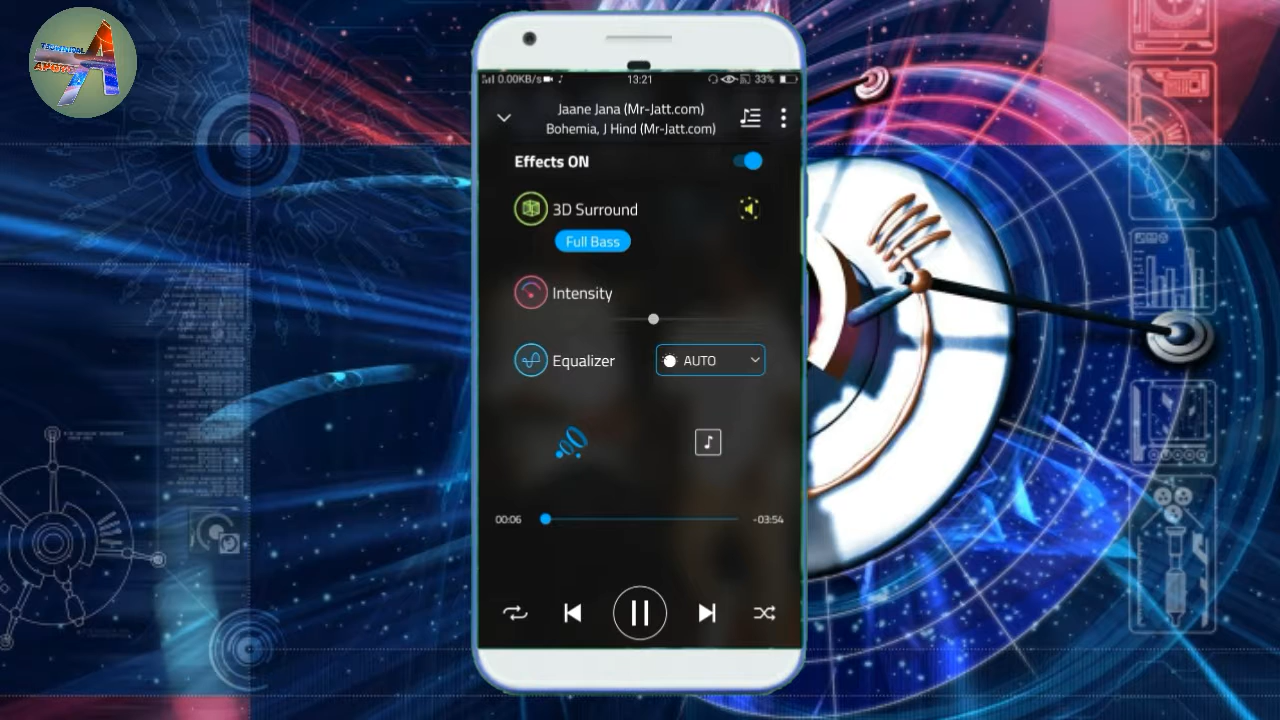 0.00KB/s
13:21
33%
Jaane Jana (Mr-Jatt.com)
Bohemia, J Hind (Mr-Jatt.com)
Effects ON
3D Surround
Full Bass
Intensity
Equalizer
AUTO
00:06
-03:54